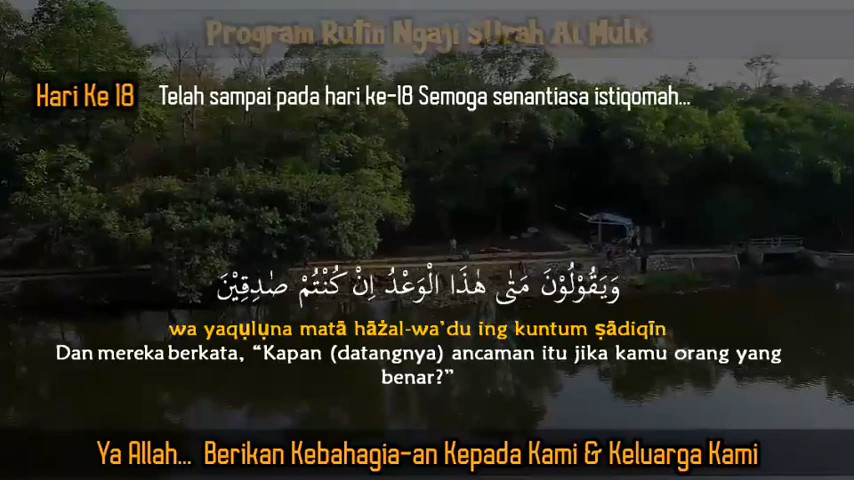 Program Rutin Ngaji sURah Al Mulk
Hari Ke 18 Telah sampai pada hari ke-18 Semoga senantiasa istiqomah...
وَيَقُوْلُوْنَ مَتٰى هٰذَا الْوَعْدُ اِنْ كُنْتُمْ صٰدِقِيْنَ
wa yaqụlụna matā hāżal-wa'du ing kuntum ṣādiqīn
Dan mereka berkata, “Kapan (datangnya) ancaman itu jika kamu orang yang
benar?”
Ya Allah... Berikan Kebahagia-an Kepada Kami & Keluarga Kami